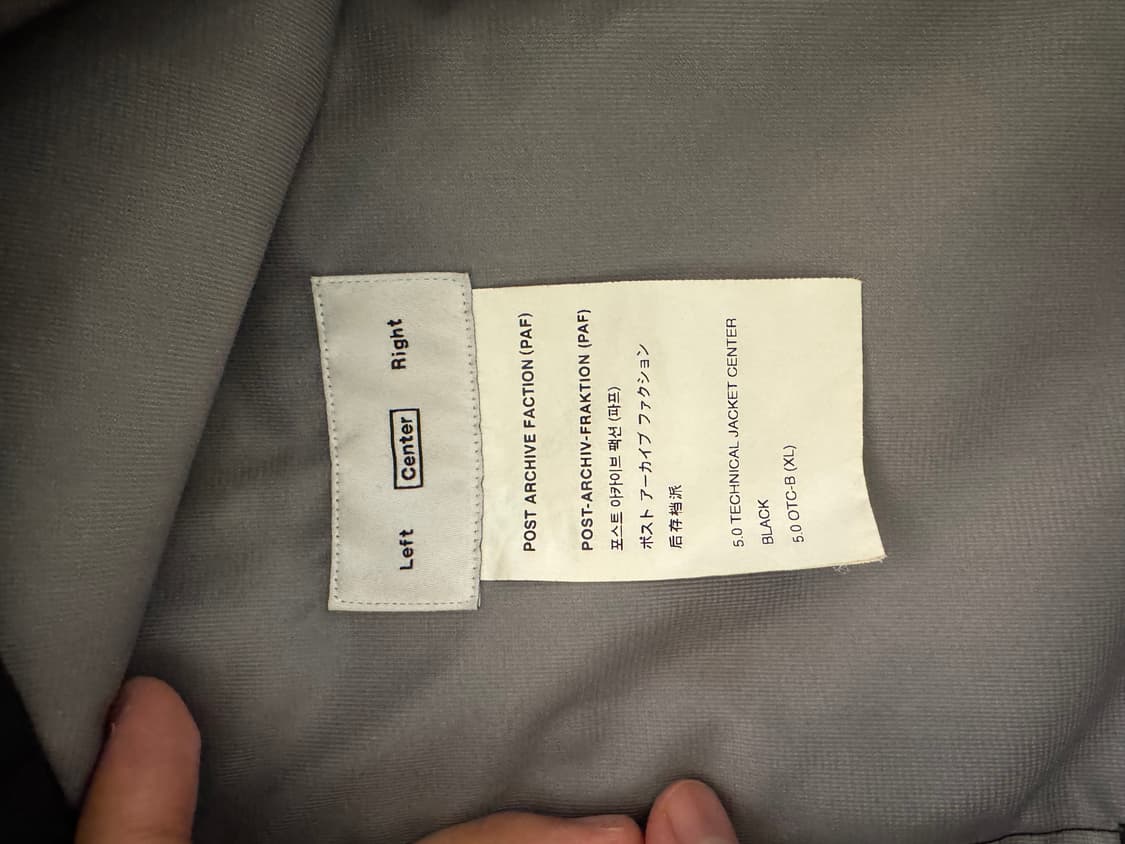 Left Center Right
POST ARCHIVE FACTION (PAF)
POST-ARCHIV-FRAKTION (PAF)
포스트 아카이브 팩션 (파프)
ポスト アーカイブ ファクション
后存档派
5.0 TECHNICAL JACKET CENTER
BLACK
5.0 OTC-B (XL)